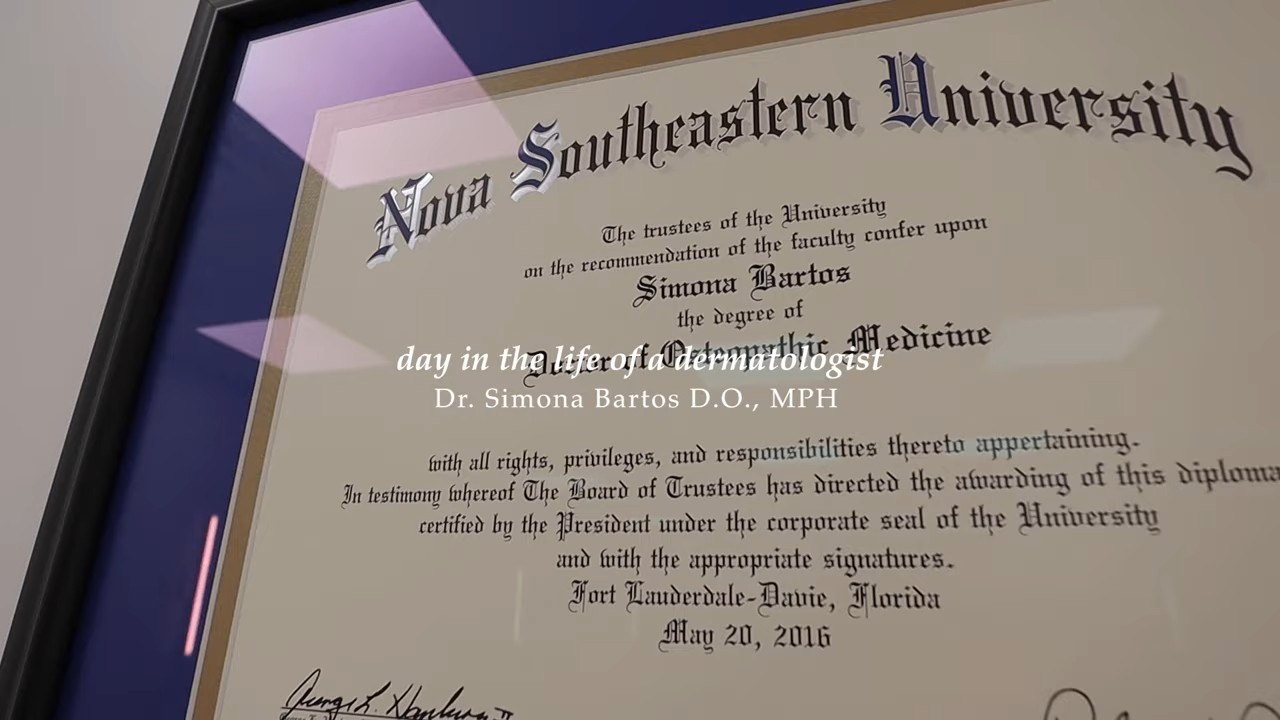 Nova Southeastern University
The trustees of the University
on the recommendation of the faculty confer upon
Simona Bartos
the degree of
Doctor of Osteopathic Medicine
day in the life of a dermatologist
Dr. Simona Bartos D.O., MPH
with all rights, privileges, and responsibilities thereto appertaining.
In testimony whereof The Board of Trustees has directed the awarding of this diploma
certified by the President under the corporate seal of the University
and with the appropriate signatures.
Fort Lauderdale-Davie, Florida
May 20, 2016